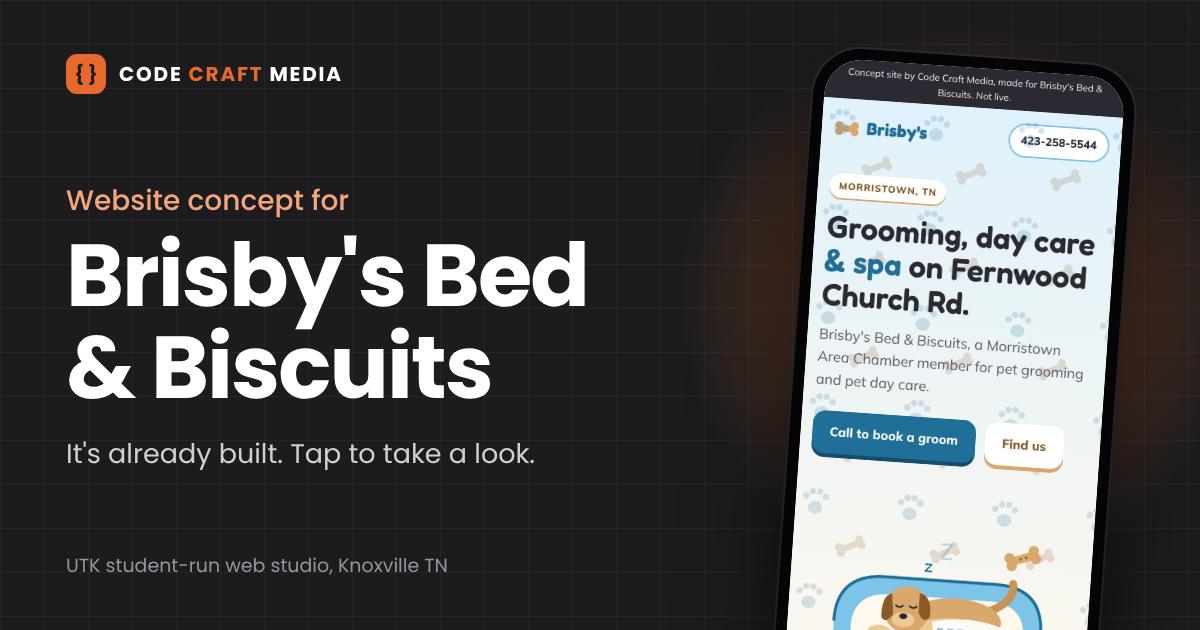 { } CODE CRAFT MEDIA
Website concept for
Brisby's Bed
& Biscuits
It's already built. Tap to take a look.
UTK student-run web studio, Knoxville TN
Concept site by Code Craft Media, made for Brisby's Bed &
Biscuits. Not live.
Brisby's
423-258-5544
MORRISTOWN, TN
Grooming, day care
& spa on Fernwood
Church Rd.
Brisby's Bed & Biscuits, a Morristown
Area Chamber member for pet grooming
and pet day care.
Call to book a groom
Find us
Z
z